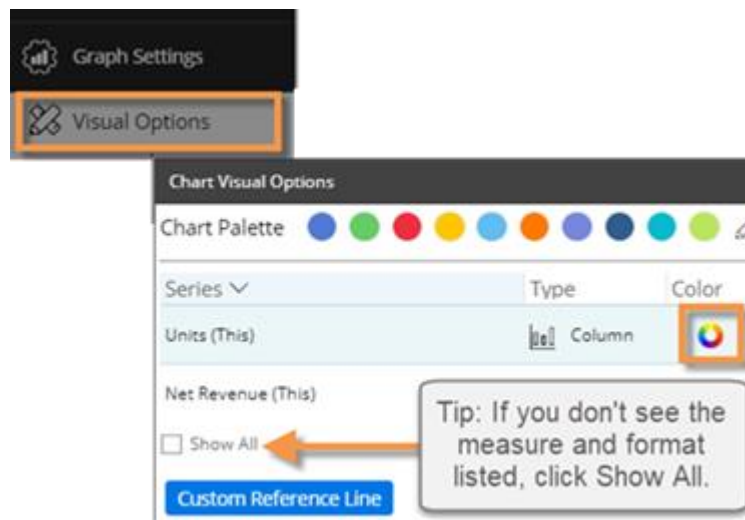 Graph Settings
Visual Options
Chart Visual Options
Chart Palette
Series Type Color
Units (This) Column
Net Revenue (This)
Show All
Tip: If you don't see the
measure and format
listed, click Show All.
Custom Reference Line